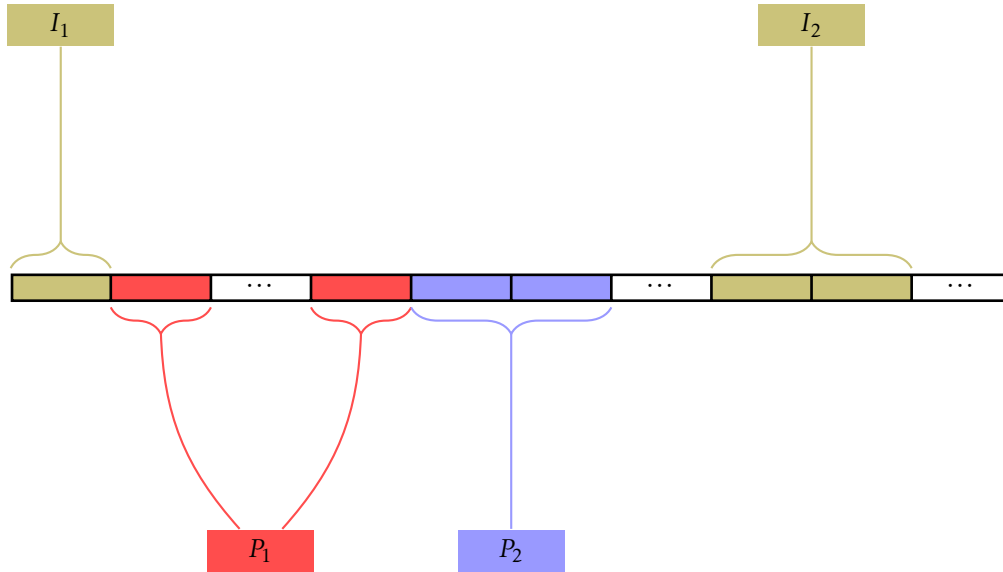 I₁ I₂
⋯ ⋯ ⋯
P₁ P₂